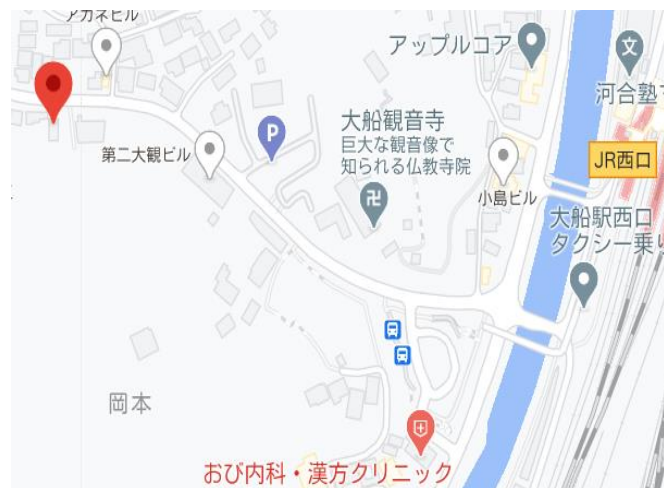 アカネビル
アップルコア
文
河合塾
P
大船観音寺
巨大な観音像で
知られる仏教寺院
第二大観ビル
JR西口
卍
小島ビル
大船駅西口
タクシー乗り
岡本
おび内科・漢方クリニック